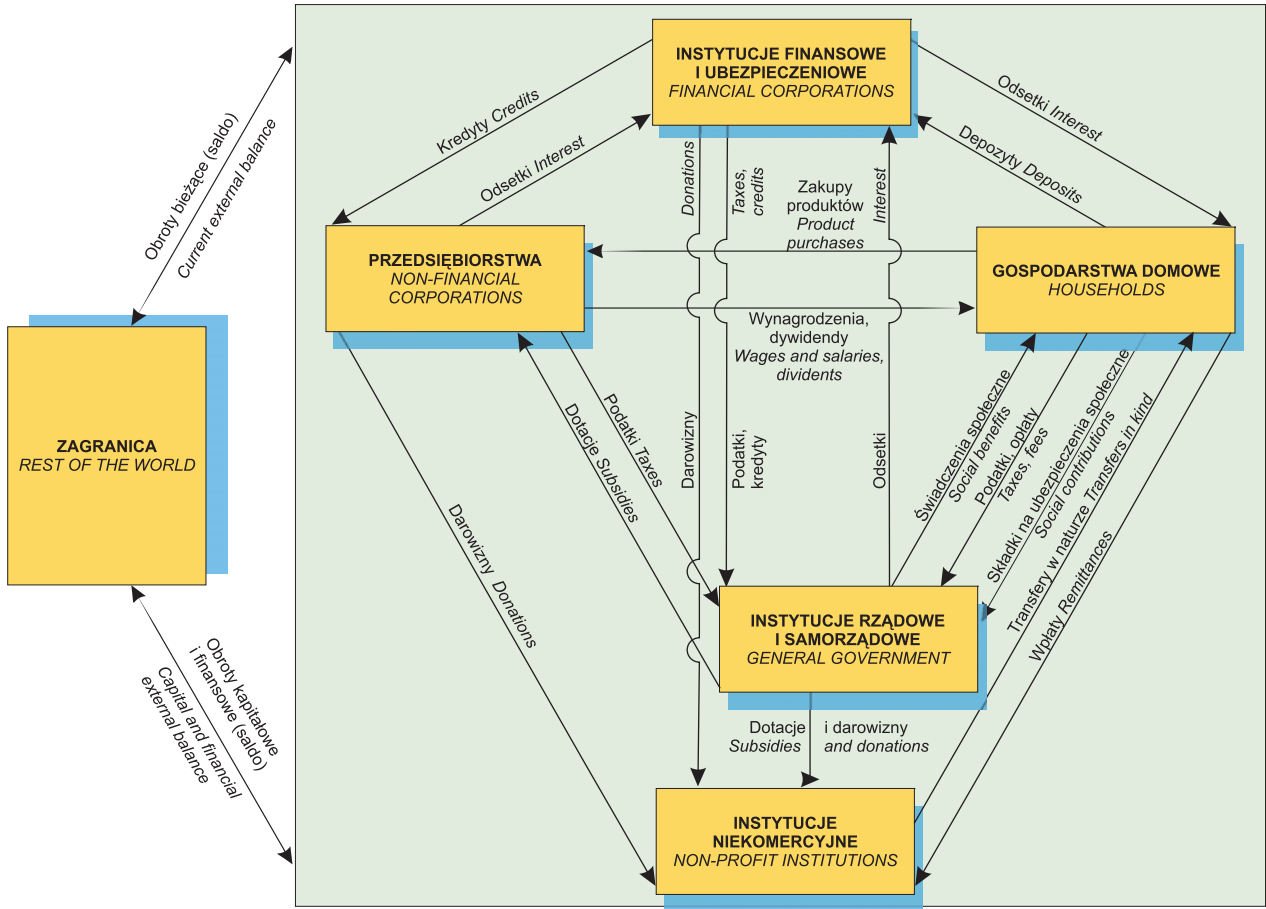 INSTYTUCJE FINANSOWE
I UBEZPIECZENIOWE
FINANCIAL CORPORATIONS
Kredyty Credits
Odsetki Interest
Odsetki Interest
Depozyty Deposits
Donations
Taxes,
credits
Interest
Zakupy
produktów
Product
purchases
Obroty bieżące (saldo)
Current external balance
PRZEDSIĘBIORSTWA
NON-FINANCIAL
CORPORATIONS
GOSPODARSTWA DOMOWE
HOUSEHOLDS
Wynagrodzenia,
dywidendy
Wages and salaries,
dividents
ZAGRANICA
REST OF THE WORLD
Darowizny Donations
Dotacje Subsidies
Podatki Taxes
Darowizny
Podatki,
kredyty
Odsetki
Świadczenia społeczne
Social benefits
Podatki, opłaty
Taxes, fees
Składki na ubezpieczenia społeczne
Social contributions
Transfery w naturze Transfers in kind
Wpłaty Remittances
INSTYTUCJE RZĄDOWE
I SAMORZĄDOWE
GENERAL GOVERNMENT
Obroty kapitałowe
i finansowe (saldo)
Capital and financial
external balance
Dotacje i darowizny
Subsidies and donations
INSTYTUCJE
NIEKOMERCYJNE
NON-PROFIT INSTITUTIONS